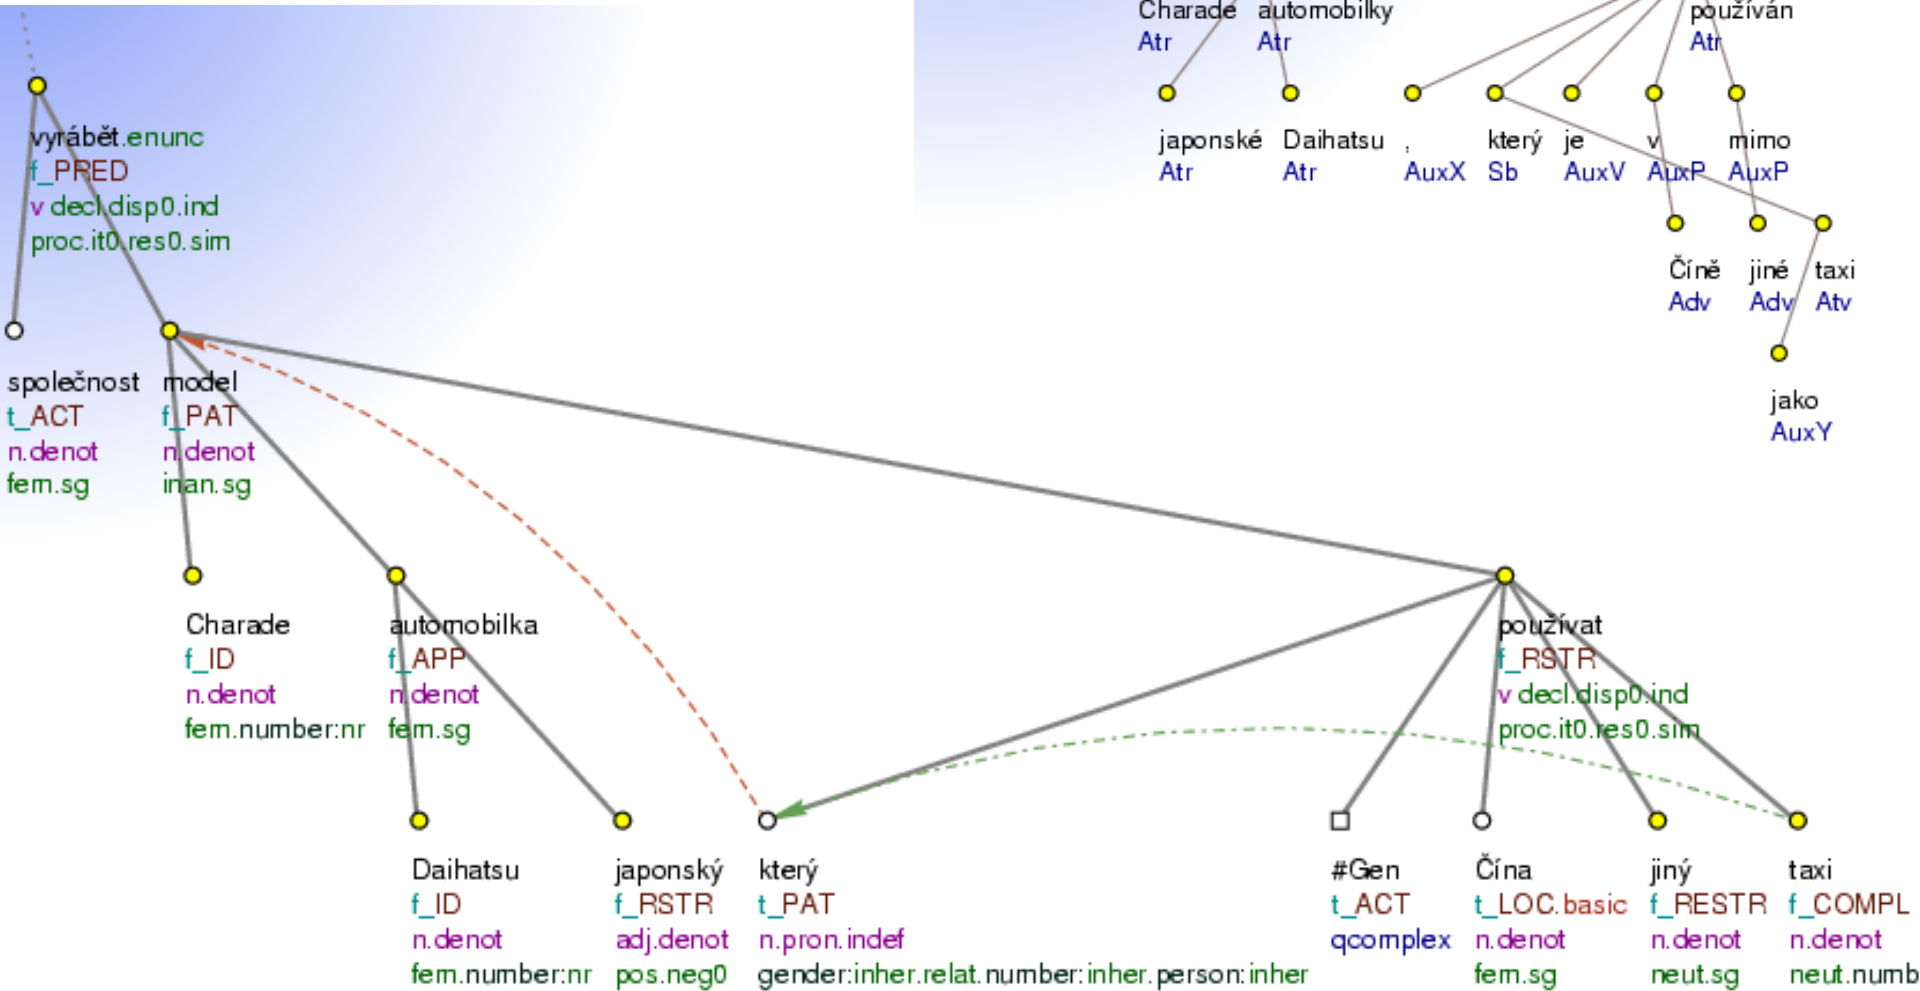 Charade automobilky používán
Atr Atr Atr
japonské Daihatsu , který je v mimo
Atr Atr AuxX Sb AuxV AuxP AuxP
Číně jiné taxi
Adv Adv Atv
jako
AuxY
vyrábět.enunc
f_PRED
v decl.disp0.ind
proc.it0.res0.sim
společnost model
t_ACT f_PAT
n.denot n.denot
fem.sg inan.sg
Charade automobilka používat
f_ID f_APP f_RSTR
n.denot n.denot v decl.disp0.ind
fem.number:nr fem.sg proc.it0.res0.sim
Daihatsu japonský který #Gen Čína jiný taxi
f_ID f_RSTR t_PAT t_ACT t_LOC.basic f_RESTR f_COMPL
n.denot adj.denot n.pron.indef qcomplex n.denot n.denot n.denot
fem.number:nr pos.neg0 gender:inher.relat.number:inher.person:inher fem.sg neut.sg neut.numb